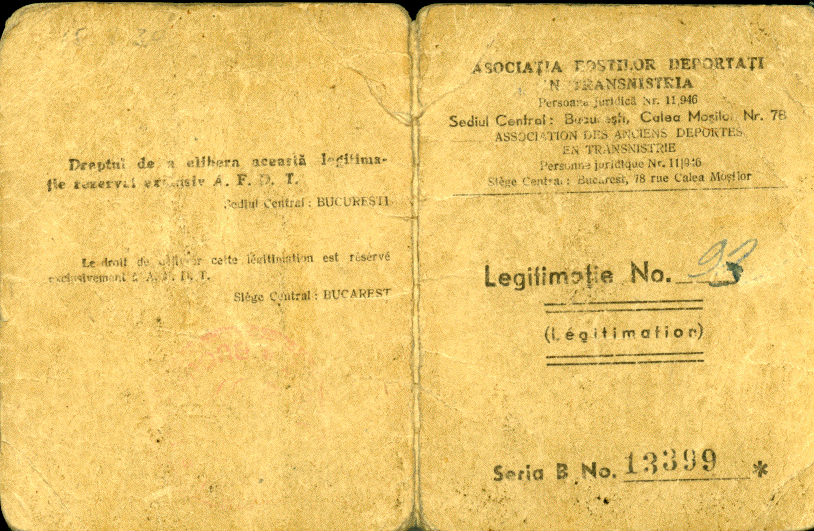 Dreptul de a elibera această legitima-
ție rezervat exclusiv A. F. D. T.
Sediul Central : BUCUREȘTI
Le droit de délivrer cette légitimation est réservé
exclusivement à A. F. D. T.
Siége Central : BUCAREST
ASOCIAȚIA FOȘTILOR DEPORTAȚI
IN TRANSNISTRIA
Persoană juridică Nr. 11,946
Sediul Central : București, Calea Moșilor Nr. 78
ASSOCIATION DES ANCIENS DEPORTES
EN TRANSNISTRIE
Personne juridique Nr. 11,946
Siége Central : Bucarest, 78 rue Calea Moșilor
Legitimație No.
(Légitimation)
Seria B No. 13399 *